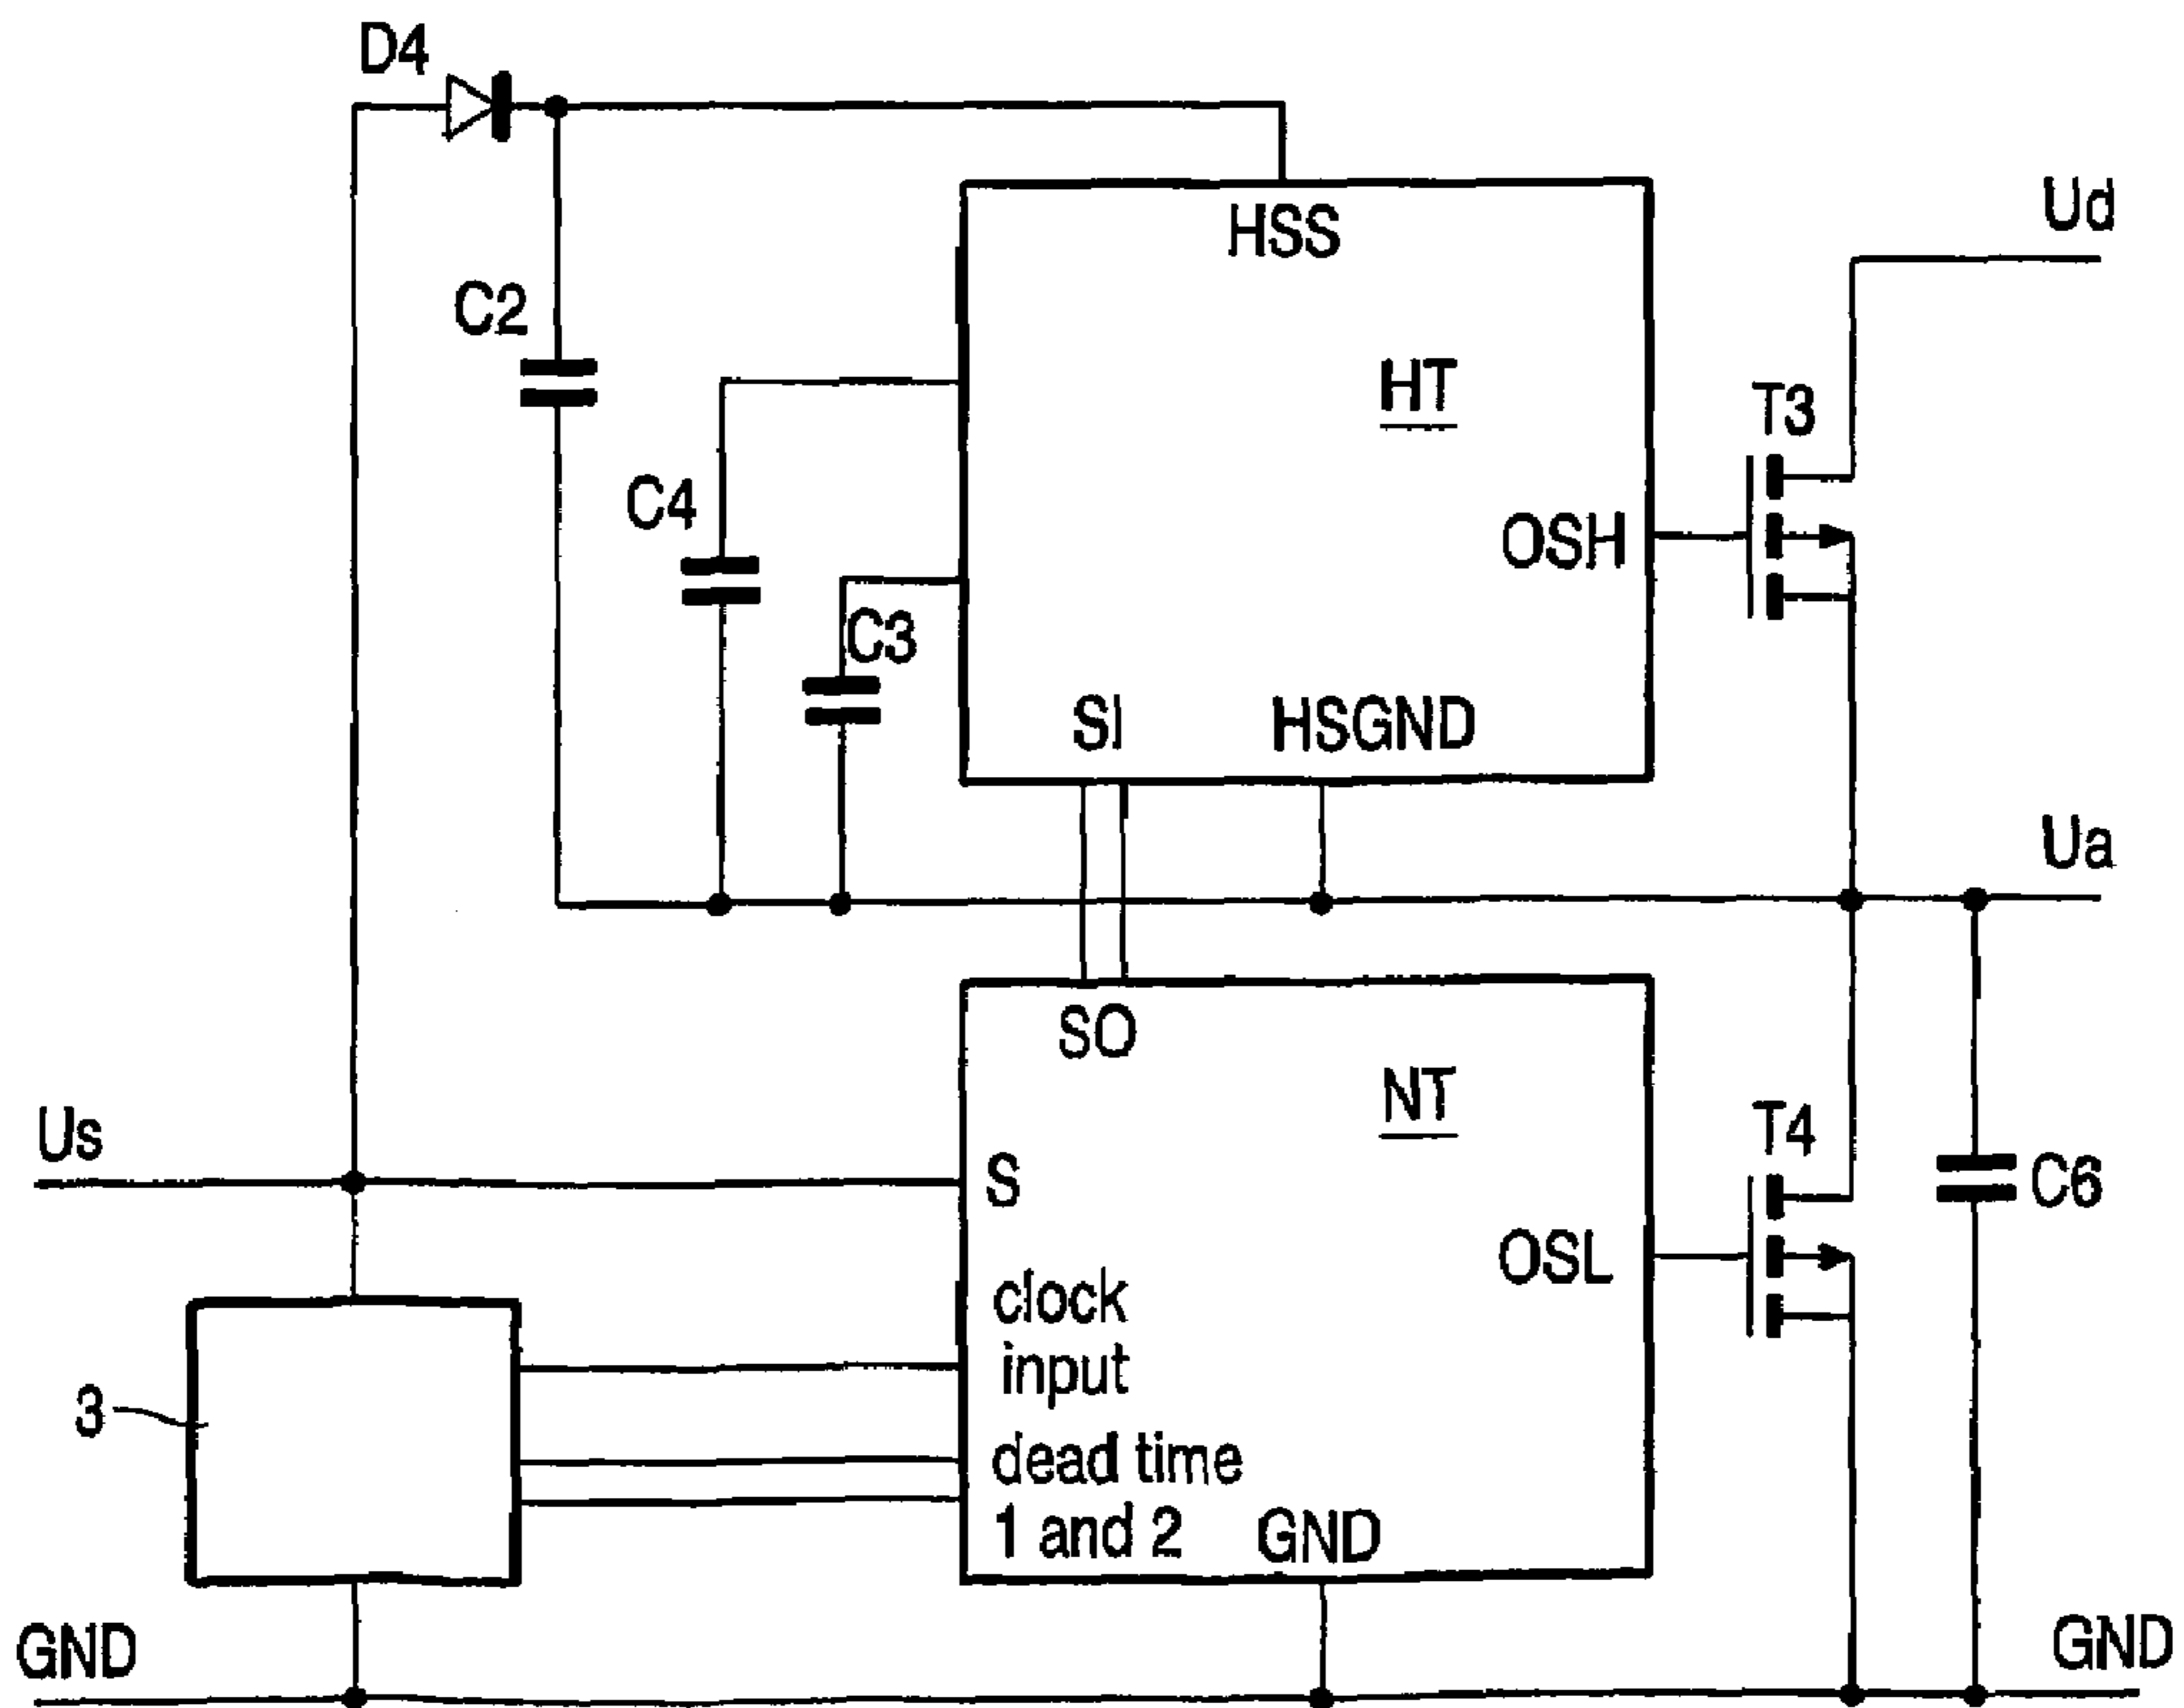 D4
Ud
HSS
C2
HT
T3
C4
OSH
C3
SI
HSGND
Ua
SO
NT
Us
T4
S
C6
OSL
clock
input
3
dead time
1 and 2
GND
GND
GND